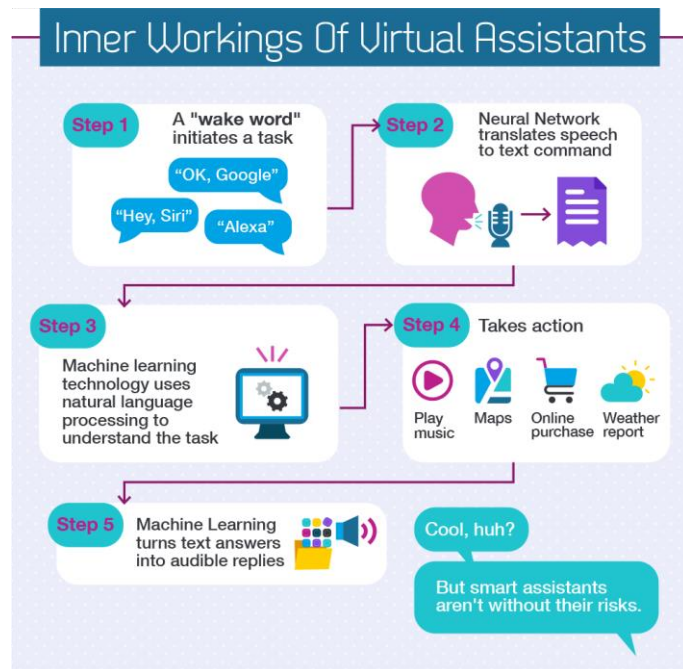 Inner Workings Of Virtual Assistants
Step 1
A "wake word"
initiates a task
“OK, Google”
“Hey, Siri”
“Alexa”
Step 2
Neural Network
translates speech
to text command
Step 3
Machine learning
technology uses
natural language
processing to
understand the task
Step 4
Takes action
Play
music
Maps
Online
purchase
Weather
report
Step 5
Machine Learning
turns text answers
into audible replies
Cool, huh?
But smart assistants
aren't without their risks.